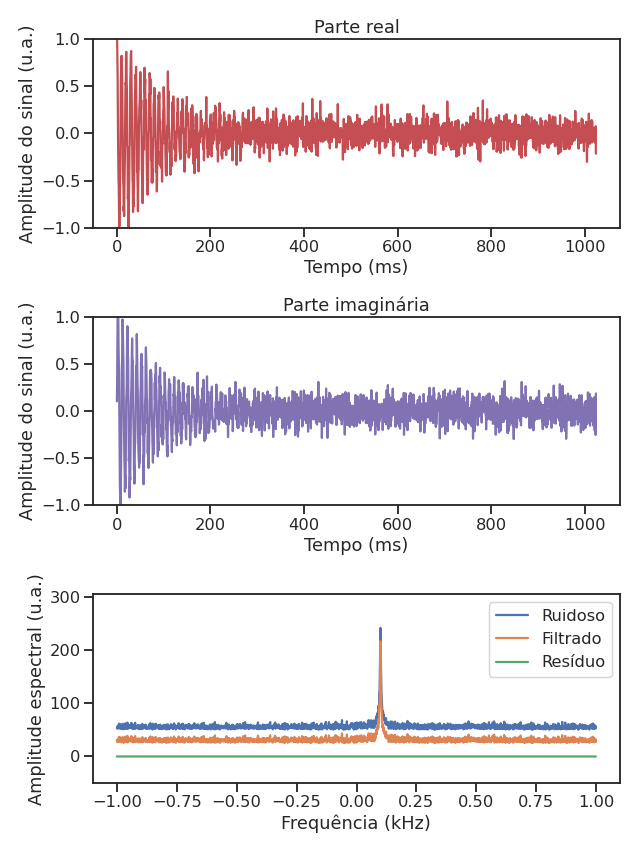 Parte real
Amplitude do sinal (u.a.)
1.0
0.5
0.0
−0.5
−1.0
0 200 400 600 800 1000
Tempo (ms)
Parte imaginária
Amplitude do sinal (u.a.)
1.0
0.5
0.0
−0.5
−1.0
0 200 400 600 800 1000
Tempo (ms)
Amplitude espectral (u.a.)
300
200
100
0
Ruidoso
Filtrado
Resíduo
−1.00 −0.75 −0.50 −0.25 0.00 0.25 0.50 0.75 1.00
Frequência (kHz)